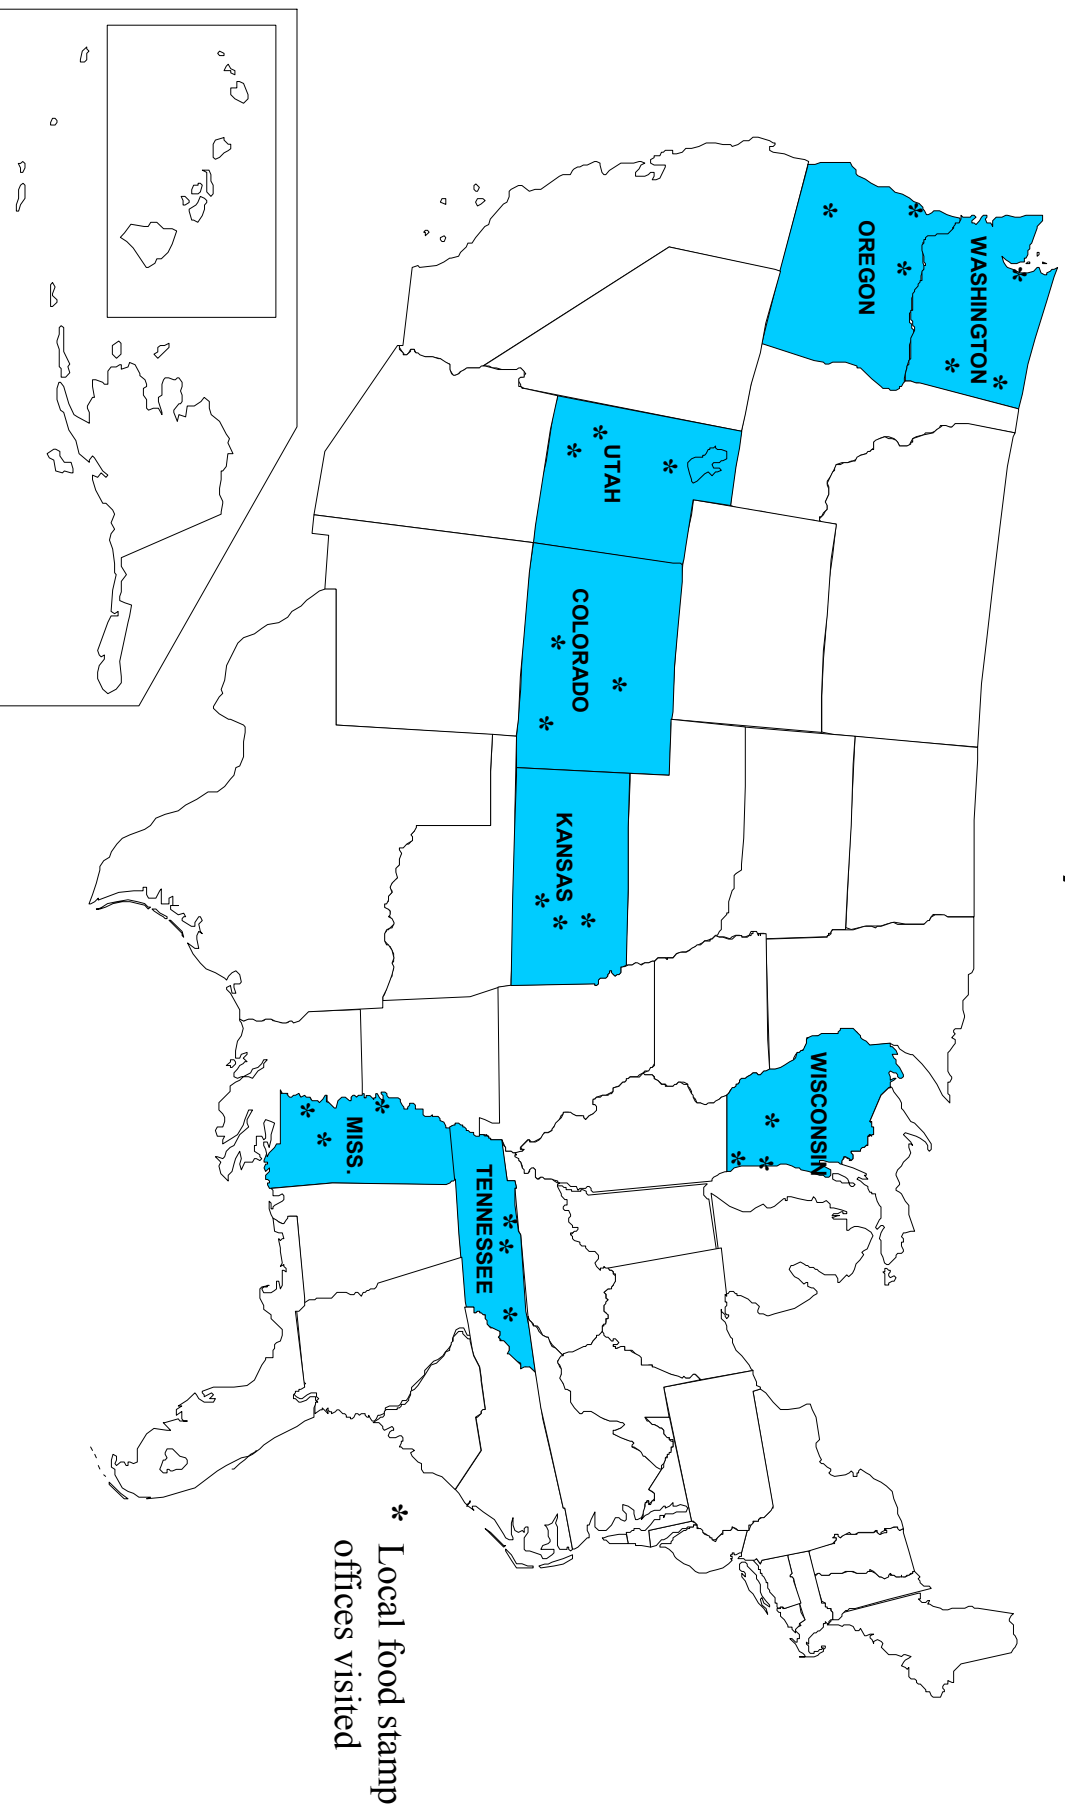 WASHINGTON
OREGON
UTAH
COLORADO
KANSAS
WISCONSIN
MISS.
TENNESSEE
* Local food stamp
offices visited